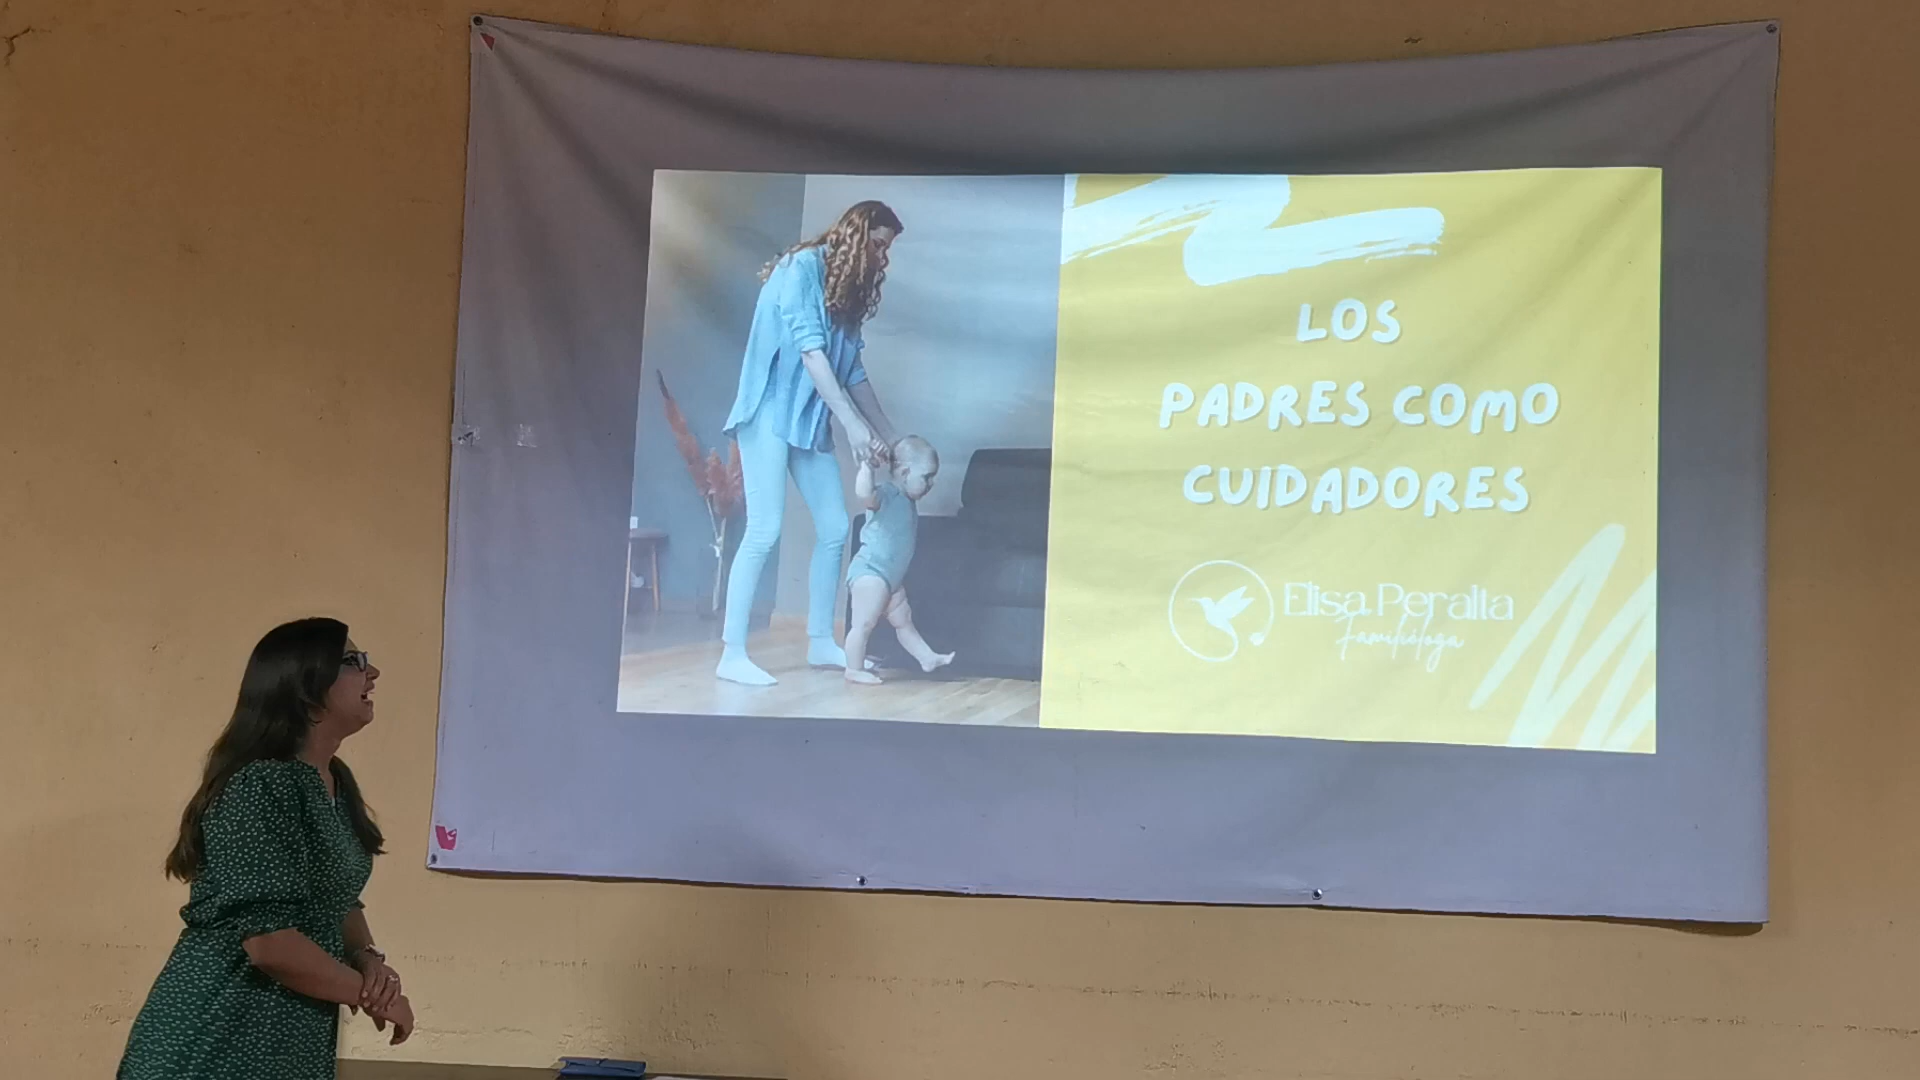 LOS
PADRES COMO
CUIDADORES
Elisa Peralta
Familióloga